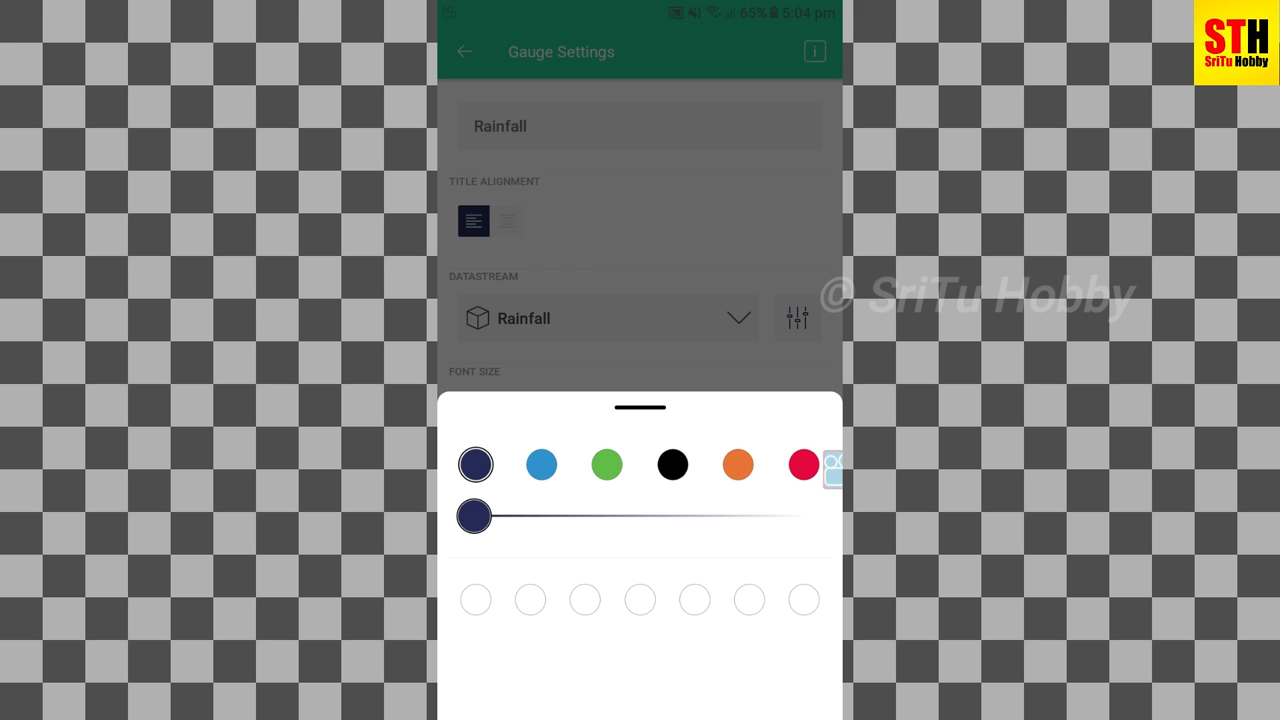 65% 5:04 pm
STH
SriTu Hobby
Gauge Settings
i
Rainfall
TITLE ALIGNMENT
DATASTREAM
© SriTu Hobby
Rainfall
FONT SIZE